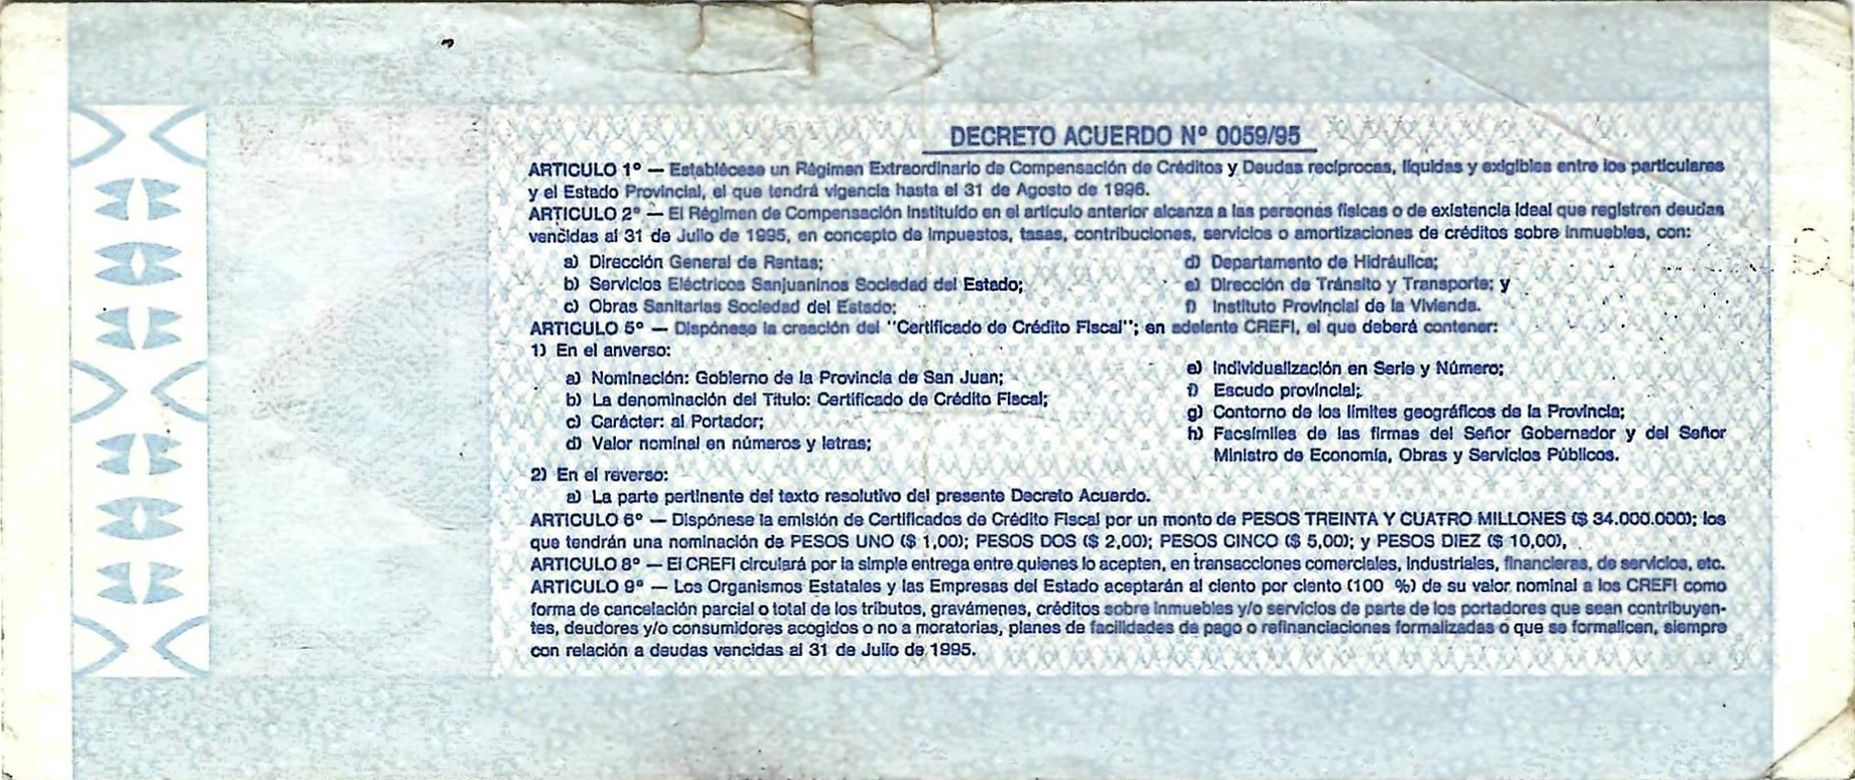 DECRETO ACUERDO Nº 0059/95
ARTICULO 1º — Establécese un Régimen Extraordinario de Compensación de Créditos y Deudas recíprocas, líquidas y exigibles entre los particulares
y el Estado Provincial, el que tendrá vigencia hasta el 31 de Agosto de 1996.
ARTICULO 2º — El Régimen de Compensación instituído en el artículo anterior alcanza a las personas físicas o de existencia ideal que registren deudas
vencidas al 31 de Julio de 1995, en concepto de impuestos, tasas, contribuciones, servicios o amortizaciones de créditos sobre inmuebles, con:
a) Dirección General de Rentas;
b) Servicios Eléctricos Sanjuaninos Sociedad del Estado;
c) Obras Sanitarias Sociedad del Estado;
d) Departamento de Hidráulica;
e) Dirección de Tránsito y Transporte; y
f) Instituto Provincial de la Vivienda.
ARTICULO 5º — Dispónese la creación del "Certificado de Crédito Fiscal"; en adelante CREFI, el que deberá contener:
1) En el anverso:
a) Nominación: Gobierno de la Provincia de San Juan;
b) La denominación del Título: Certificado de Crédito Fiscal;
c) Carácter: al Portador;
d) Valor nominal en números y letras;
e) Individualización en Serie y Número;
f) Escudo provincial;
g) Contorno de los límites geográficos de la Provincia;
h) Facsímiles de las firmas del Señor Gobernador y del Señor
Ministro de Economía, Obras y Servicios Públicos.
2) En el reverso:
a) La parte pertinente del texto resolutivo del presente Decreto Acuerdo.
ARTICULO 6º — Dispónese la emisión de Certificados de Crédito Fiscal por un monto de PESOS TREINTA Y CUATRO MILLONES ($ 34.000.000); los
que tendrán una nominación de PESOS UNO ($ 1,00); PESOS DOS ($ 2,00); PESOS CINCO ($ 5,00); y PESOS DIEZ ($ 10,00),
ARTICULO 8º — El CREFI circulará por la simple entrega entre quienes lo acepten, en transacciones comerciales, industriales, financieras, de servicios, etc.
ARTICULO 9º — Los Organismos Estatales y las Empresas del Estado aceptarán al ciento por ciento (100 %) de su valor nominal a los CREFI como
forma de cancelación parcial o total de los tributos, gravámenes, créditos sobre inmuebles y/o servicios de parte de los portadores que sean contribuyen-
tes, deudores y/o consumidores acogidos o no a moratorias, planes de facilidades de pago o refinanciaciones formalizadas o que se formalicen, siempre
con relación a deudas vencidas al 31 de Julio de 1995.